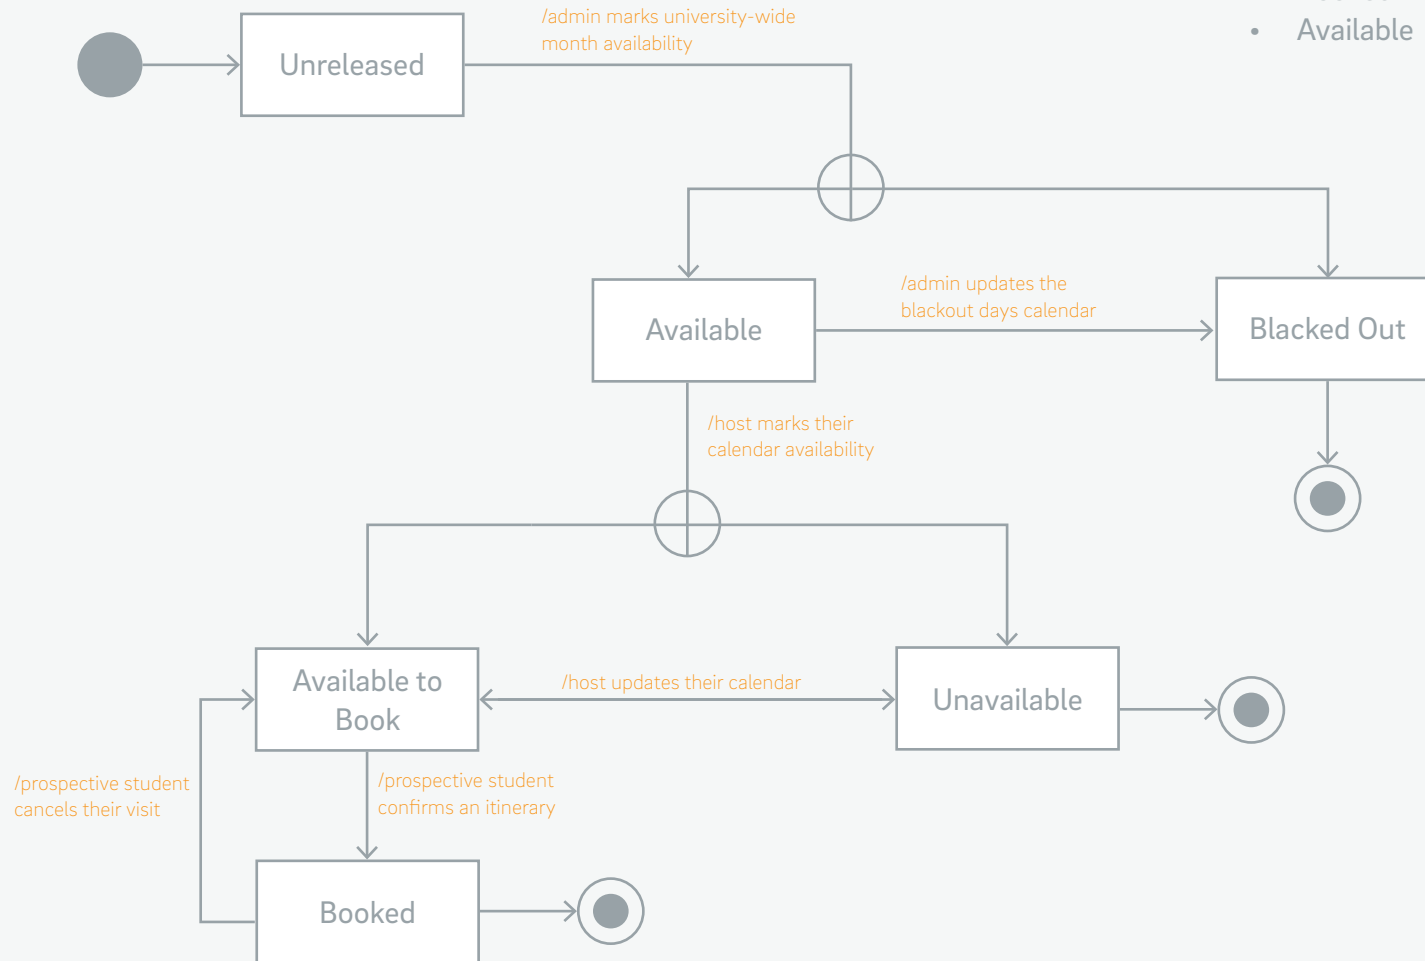 /admin marks university-wide
month availability
• Available
Unreleased
/admin updates the
blackout days calendar
Available
Blacked Out
/host marks their
calendar availability
Available to
Book
/host updates their calendar
Unavailable
/prospective student
cancels their visit
/prospective student
confirms an itinerary
Booked